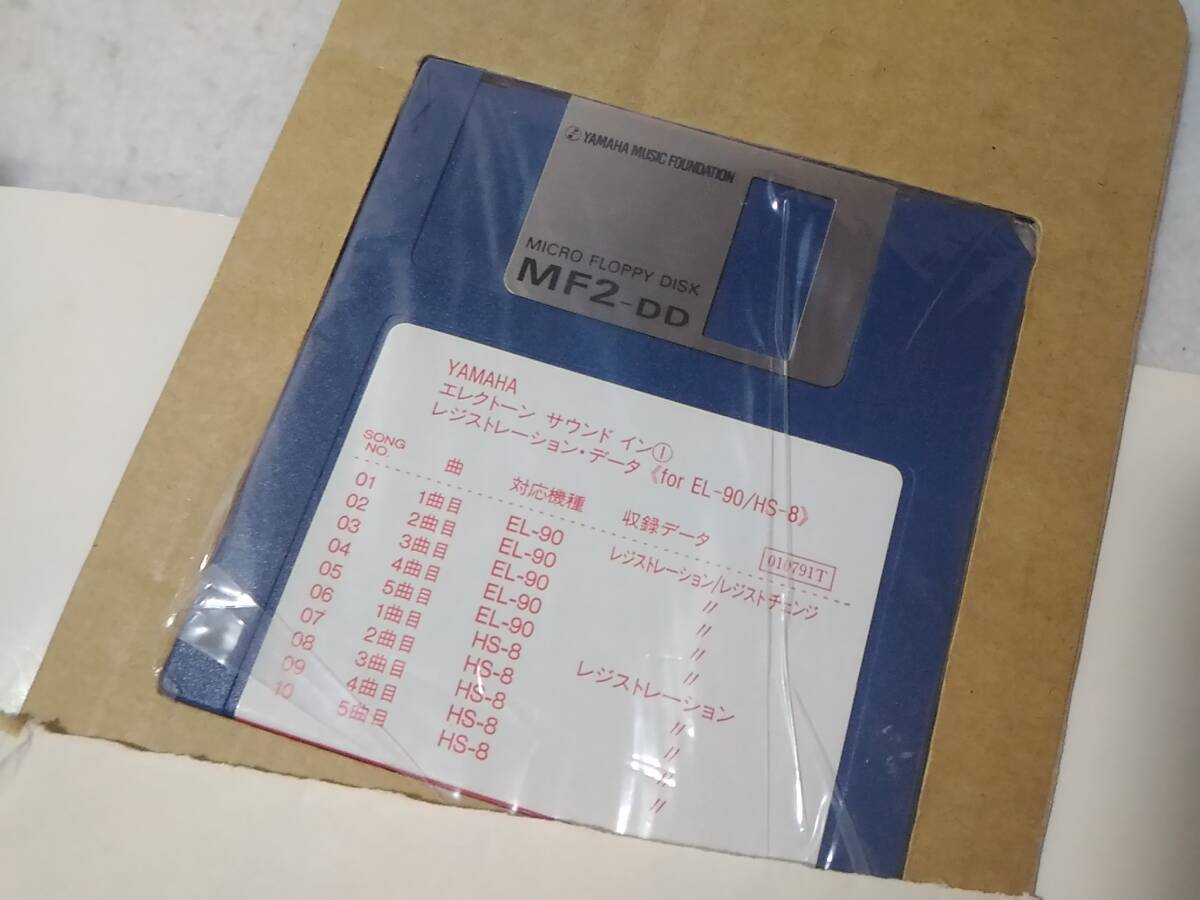 YAMAHA MUSIC FOUNDATION
MICRO FLOPPY DISK
MF2-DD
YAMAHA
エレクトーン サウンド イン①
レジストレーション・データ《for EL-90/HS-8》
010791T
SONG NO. 曲 対応機種 収録データ
01 1曲目 EL-90 レジストレーション/レジストチェンジ
02 2曲目 EL-90 〃
03 3曲目 EL-90 〃
04 4曲目 EL-90 〃
05 5曲目 EL-90 〃
06 1曲目 HS-8 レジストレーション
07 2曲目 HS-8 〃
08 3曲目 HS-8 〃
09 4曲目 HS-8 〃
10 5曲目 HS-8 〃